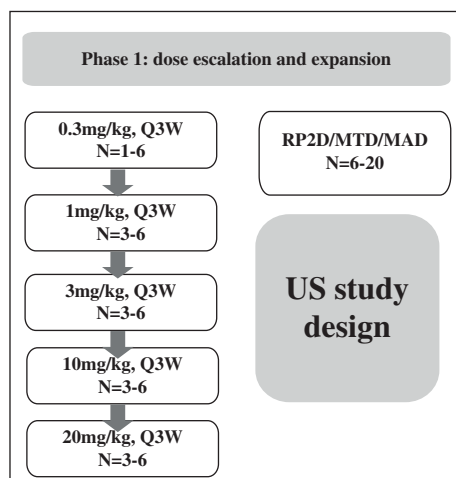 Phase 1: dose escalation and expansion
0.3mg/kg, Q3W
N=1-6
1mg/kg, Q3W
N=3-6
3mg/kg, Q3W
N=3-6
10mg/kg, Q3W
N=3-6
20mg/kg, Q3W
N=3-6
RP2D/MTD/MAD
N=6-20
US study
design